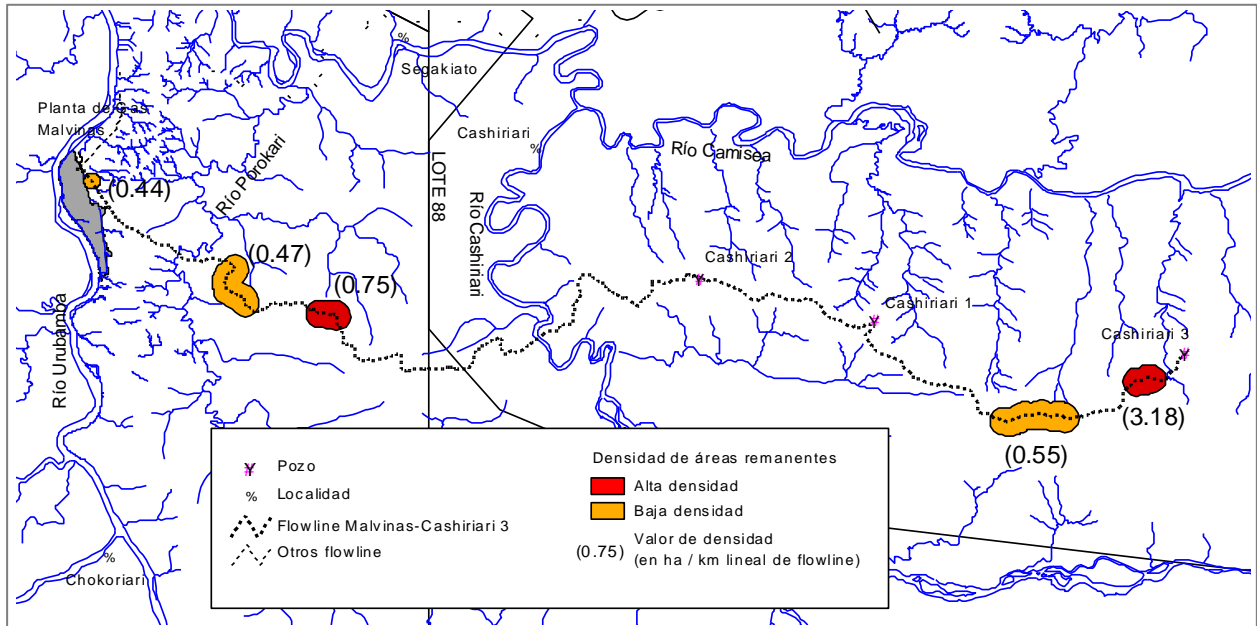 Segakiato
Planta de Gas
Malvinas
Cashiriari
Río Camisea
Río Porokari
(0.44)
LOTE 88
Río Cashiriari
(0.47)
Cashiriari 2
(0.75)
Cashiriari 1
Río Urubamba
Cashiriari 3
(3.18)
(0.55)
Pozo
% Localidad
Flowline Malvinas-Cashiriari 3
Otros flowline
Densidad de áreas remanentes
Alta densidad
Baja densidad
(0.75) Valor de densidad
(en ha / km lineal de flowline)
Chokoriari